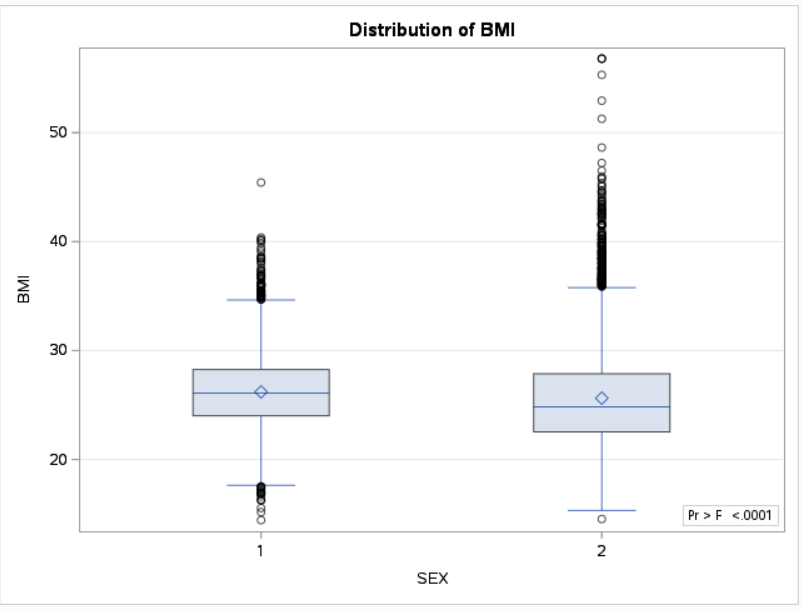 Distribution of BMI
50
40
30
20
BMI
Pr > F <.0001
1 2
SEX